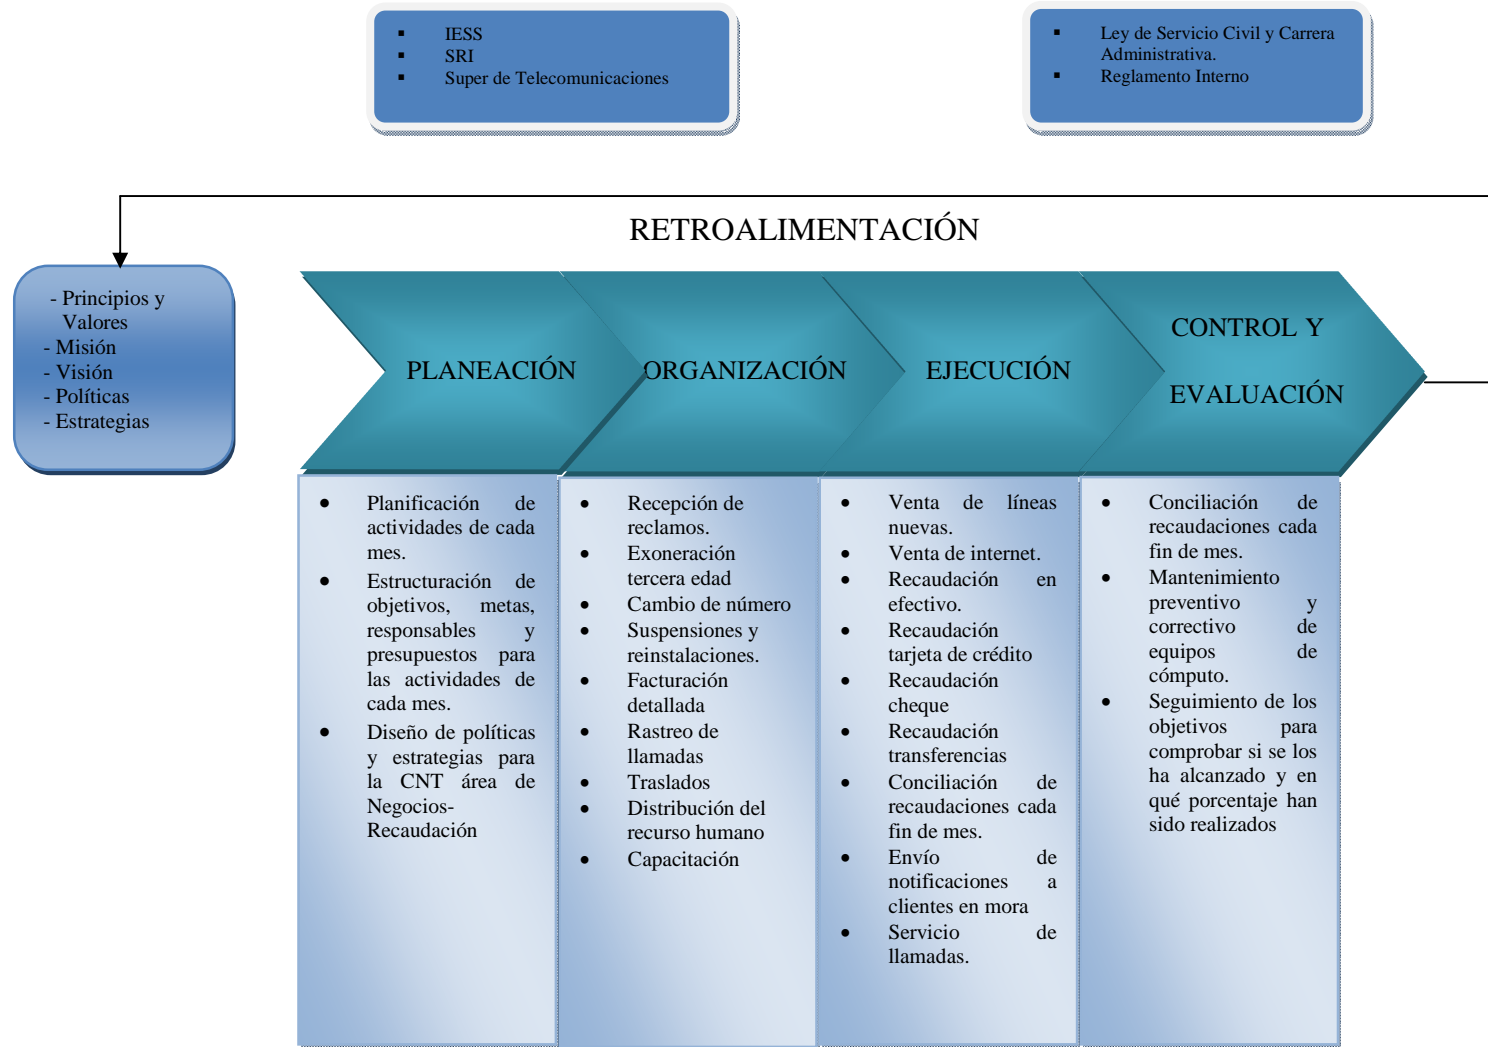 ▪ IESS
▪ SRI
▪ Super de Telecomunicaciones
▪ Ley de Servicio Civil y Carrera
Administrativa.
▪ Reglamento Interno
RETROALIMENTACIÓN
- Principios y
Valores
- Misión
- Visión
- Políticas
- Estrategias
PLANEACIÓN
ORGANIZACIÓN
EJECUCIÓN
CONTROL Y
EVALUACIÓN
• Planificación de
actividades de cada
mes.
• Estructuración de
objetivos, metas,
responsables y
presupuestos para
las actividades de
cada mes.
• Diseño de políticas
y estrategias para
la CNT área de
Negocios-
Recaudación
• Recepción de
reclamos.
• Exoneración
tercera edad
• Cambio de número
• Suspensiones y
reinstalaciones.
• Facturación
detallada
• Rastreo de
llamadas
• Traslados
• Distribución del
recurso humano
• Capacitación
• Venta de líneas
nuevas.
• Venta de internet.
• Recaudación en
efectivo.
• Recaudación
tarjeta de crédito
• Recaudación
cheque
• Recaudación
transferencias
• Conciliación de
recaudaciones cada
fin de mes.
• Envío de
notificaciones a
clientes en mora
• Servicio de
llamadas.
• Conciliación de
recaudaciones cada
fin de mes.
• Mantenimiento
preventivo y
correctivo de
equipos de
cómputo.
• Seguimiento de los
objetivos para
comprobar si se los
ha alcanzado y en
qué porcentaje han
sido realizados